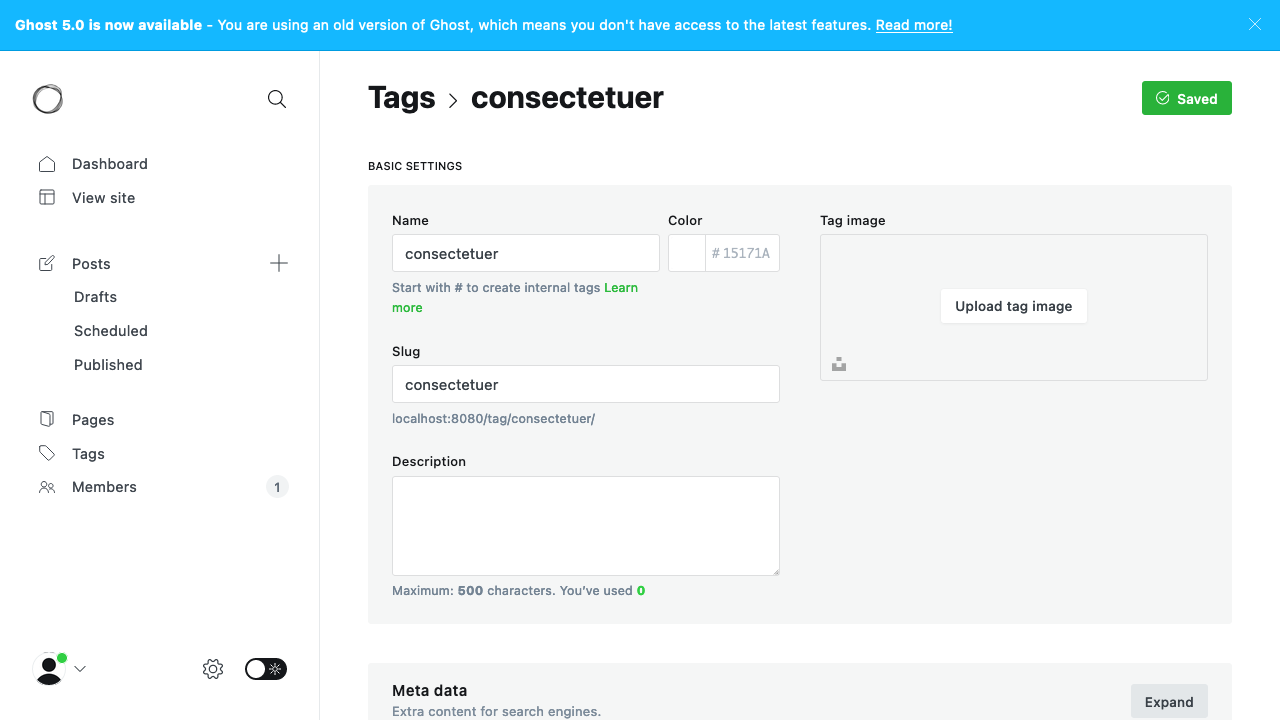 Ghost 5.0 is now available - You are using an old version of Ghost, which means you don't have access to the latest features. Read more!
Dashboard
View site
Posts
Drafts
Scheduled
Published
Pages
Tags
Members
1
Tags > consectetuer
Saved
BASIC SETTINGS
Name
consectetuer
Start with # to create internal tags Learn
more
Color
# 15171A
Slug
consectetuer
localhost:8080/tag/consectetuer/
Description
Maximum: 500 characters. You've used 0
Tag image
Upload tag image
Meta data
Extra content for search engines.
Expand